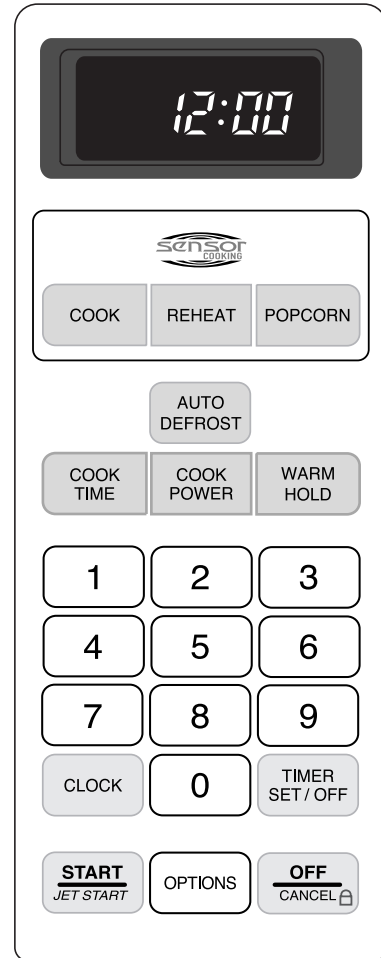 12:00
sensor
COOKING
COOK REHEAT POPCORN
AUTO
DEFROST
COOK
TIME
COOK
POWER
WARM
HOLD
1 2 3
4 5 6
7 8 9
CLOCK 0 TIMER
SET / OFF
START
JET START
OPTIONS
OFF
CANCEL